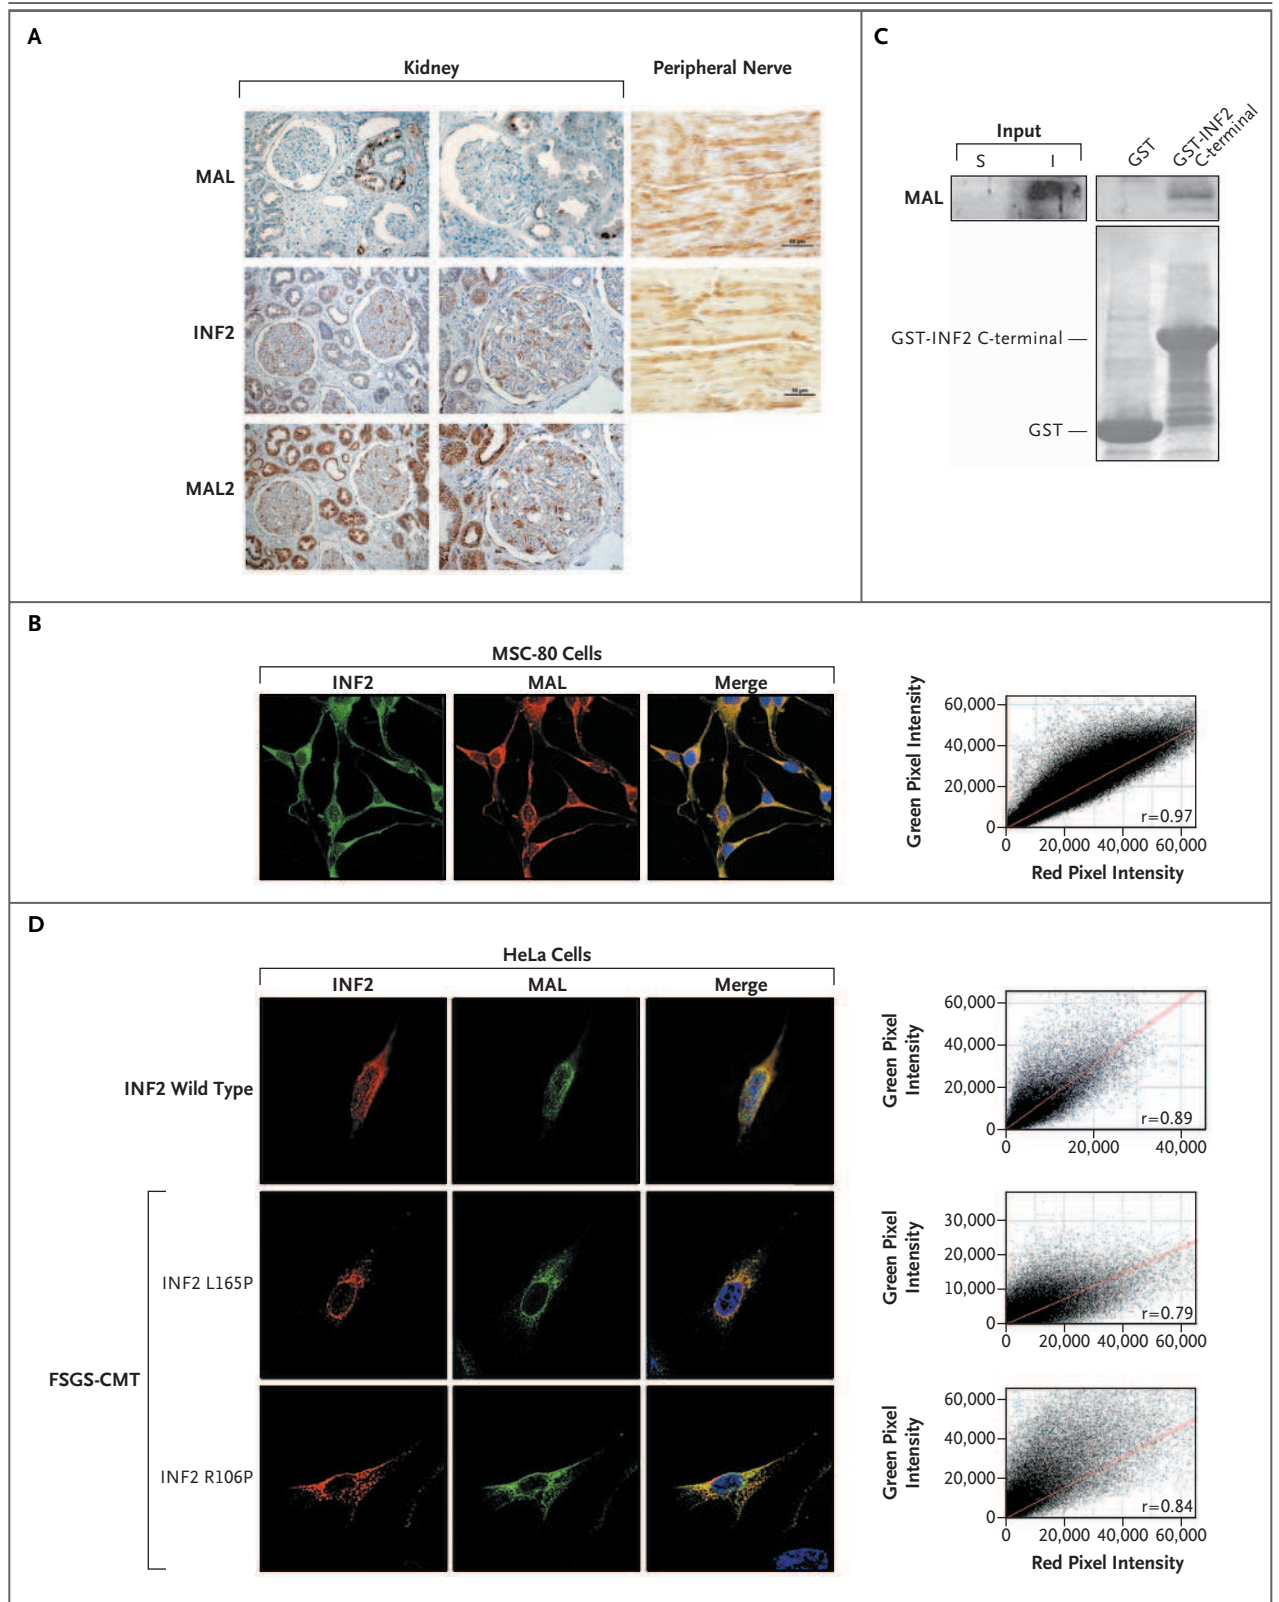 A
Kidney
Peripheral Nerve
MAL
INF2
MAL2
C
Input
S
I
GST
GST-INF2
C-terminal
MAL
GST-INF2 C-terminal
GST
B
MSC-80 Cells
INF2
MAL
Merge
Green Pixel Intensity
60,000
40,000
20,000
0
r=0.97
0
20,000
40,000
60,000
Red Pixel Intensity
D
HeLa Cells
INF2
MAL
Merge
INF2 Wild Type
Green Pixel
Intensity
60,000
40,000
20,000
0
r=0.89
0
20,000
40,000
FSGS-CMT
INF2 L165P
Green Pixel
Intensity
30,000
20,000
10,000
0
r=0.79
0
20,000
40,000
60,000
INF2 R106P
Green Pixel
Intensity
60,000
40,000
20,000
0
r=0.84
0
20,000
40,000
60,000
Red Pixel Intensity